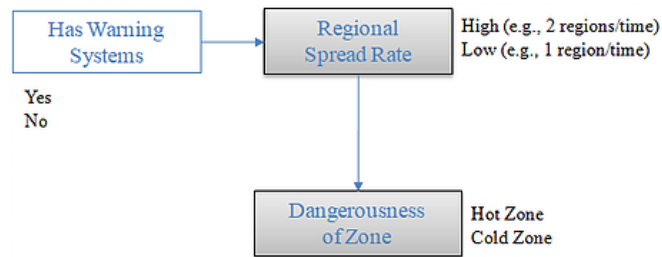 Has Warning
Systems
Yes
No
Regional
Spread Rate
High (e.g., 2 regions/time)
Low (e.g., 1 region/time)
Dangerousness
of Zone
Hot Zone
Cold Zone